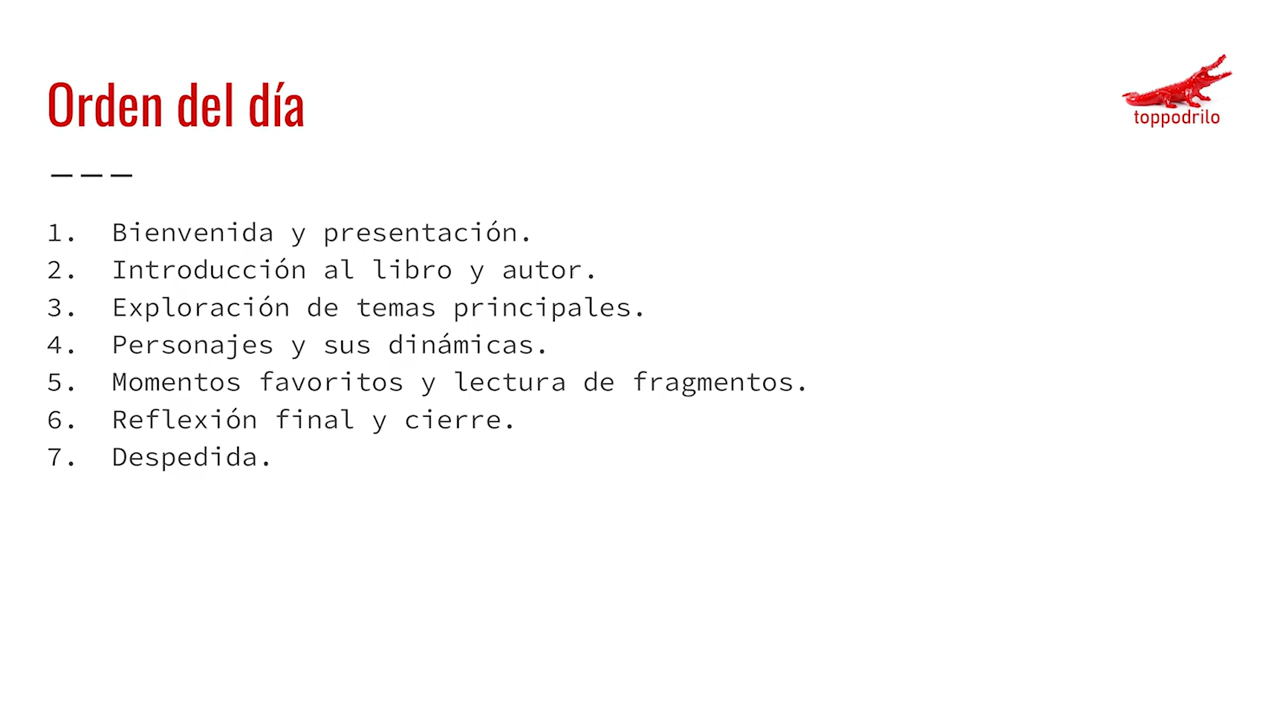 Orden del día
toppodrilo
1. Bienvenida y presentación.
2. Introducción al libro y autor.
3. Exploración de temas principales.
4. Personajes y sus dinámicas.
5. Momentos favoritos y lectura de fragmentos.
6. Reflexión final y cierre.
7. Despedida.